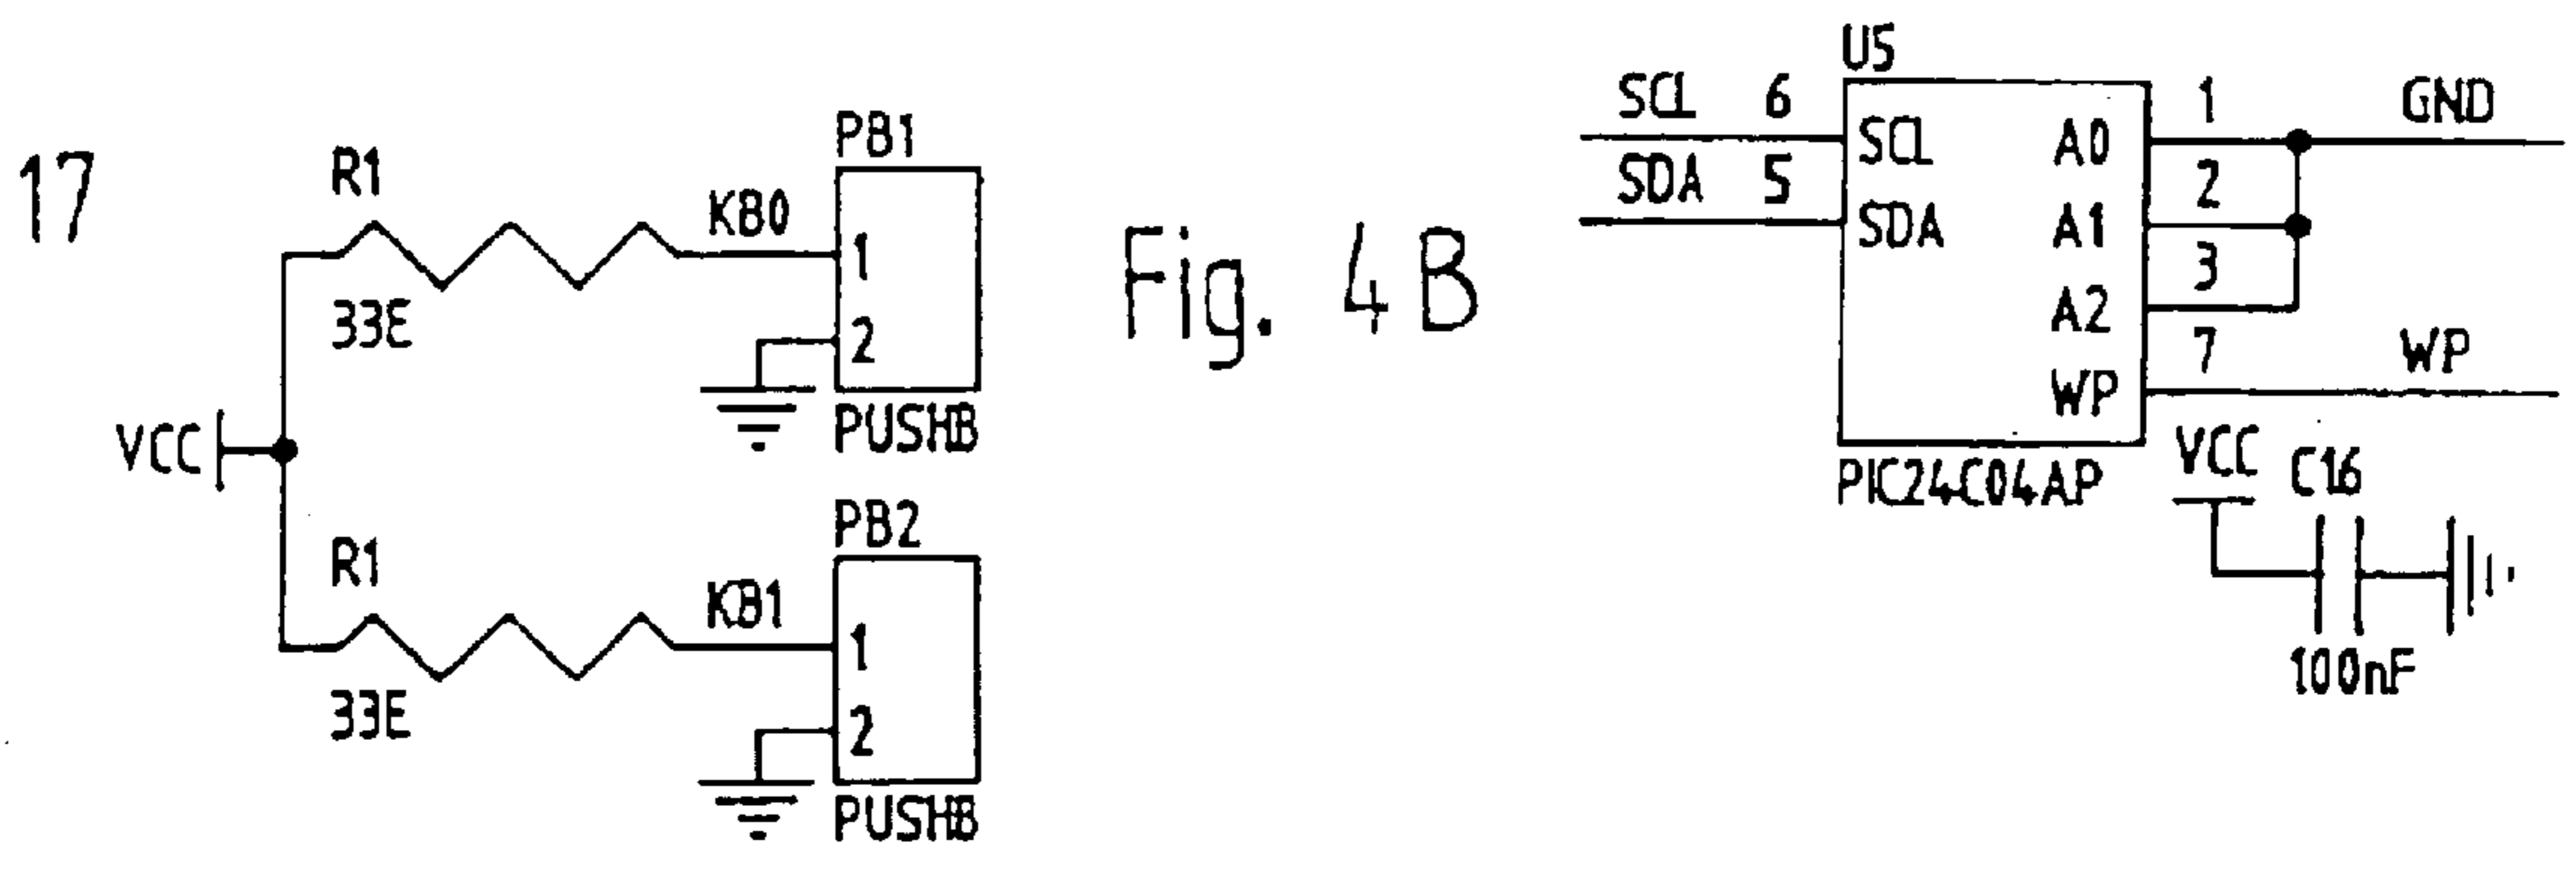 17
R1
33E
KB0
PB1
1
2
PUSHB
VCC
R1
33E
KB1
PB2
1
2
PUSHB
Fig. 4B
U5
SCL 6
SDA 5
SCL
SDA
A0
A1
A2
WP
1
2
3
7
GND
WP
PIC24C04AP
VCC
C16
100nF